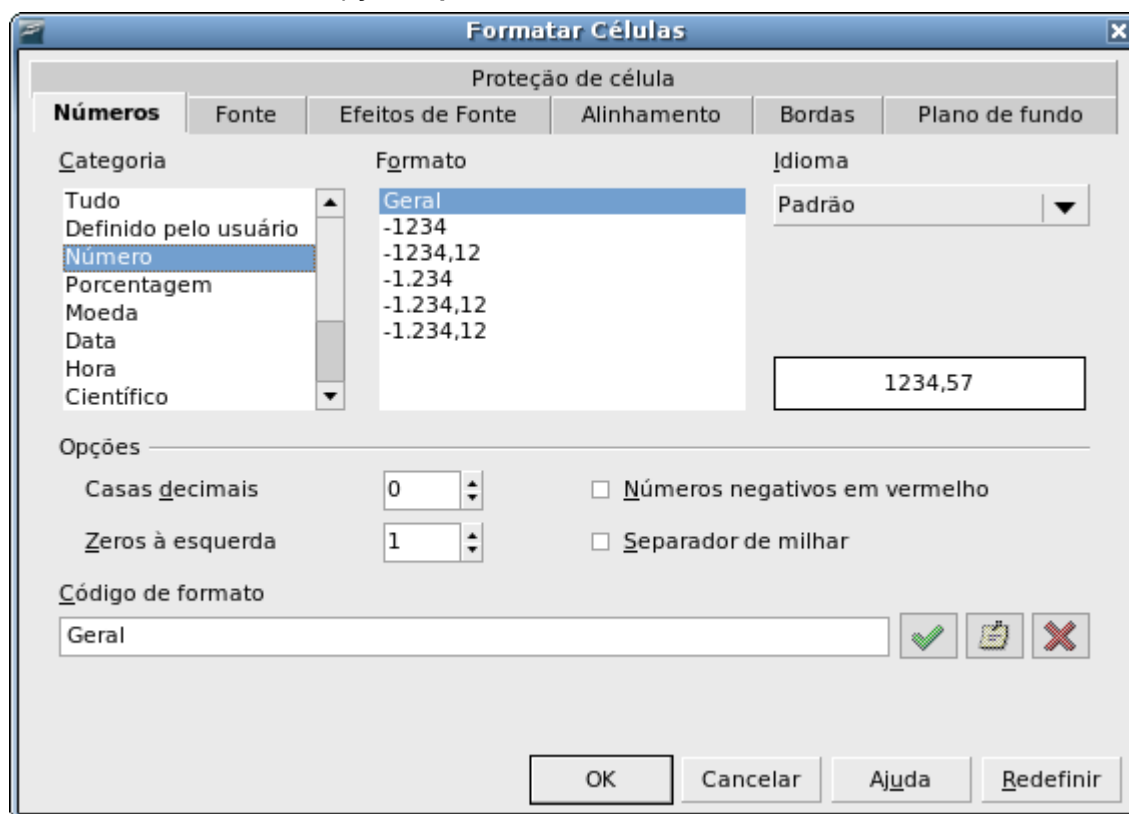 Formatar Células
Proteção de célula
Números Fonte Efeitos de Fonte Alinhamento Bordas Plano de fundo
Categoria Formato Idioma
Tudo Geral Padrão
Definido pelo usuário -1234
Número -1234,12
Porcentagem -1.234
Moeda -1.234,12
Data -1.234,12
Hora 1234,57
Científico
Opções
Casas decimais 0 Números negativos em vermelho
Zeros à esquerda 1 Separador de milhar
Código de formato
Geral
OK Cancelar Ajuda Redefinir